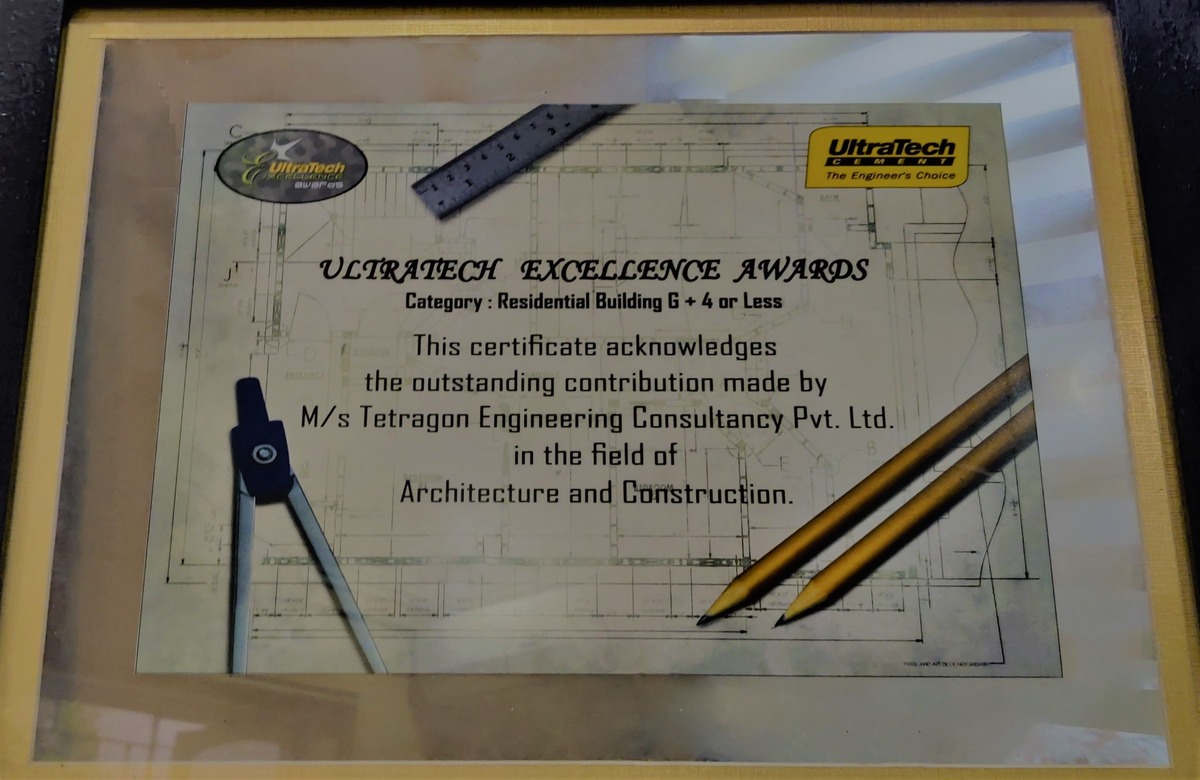 UltraTech
EXCELLENCE
awards
UltraTech
CEMENT
The Engineer's Choice
ULTRATECH EXCELLENCE AWARDS
Category : Residential Building G + 4 or Less
This certificate acknowledges
the outstanding contribution made by
M/s Tetragon Engineering Consultancy Pvt. Ltd.
in the field of
Architecture and Construction.